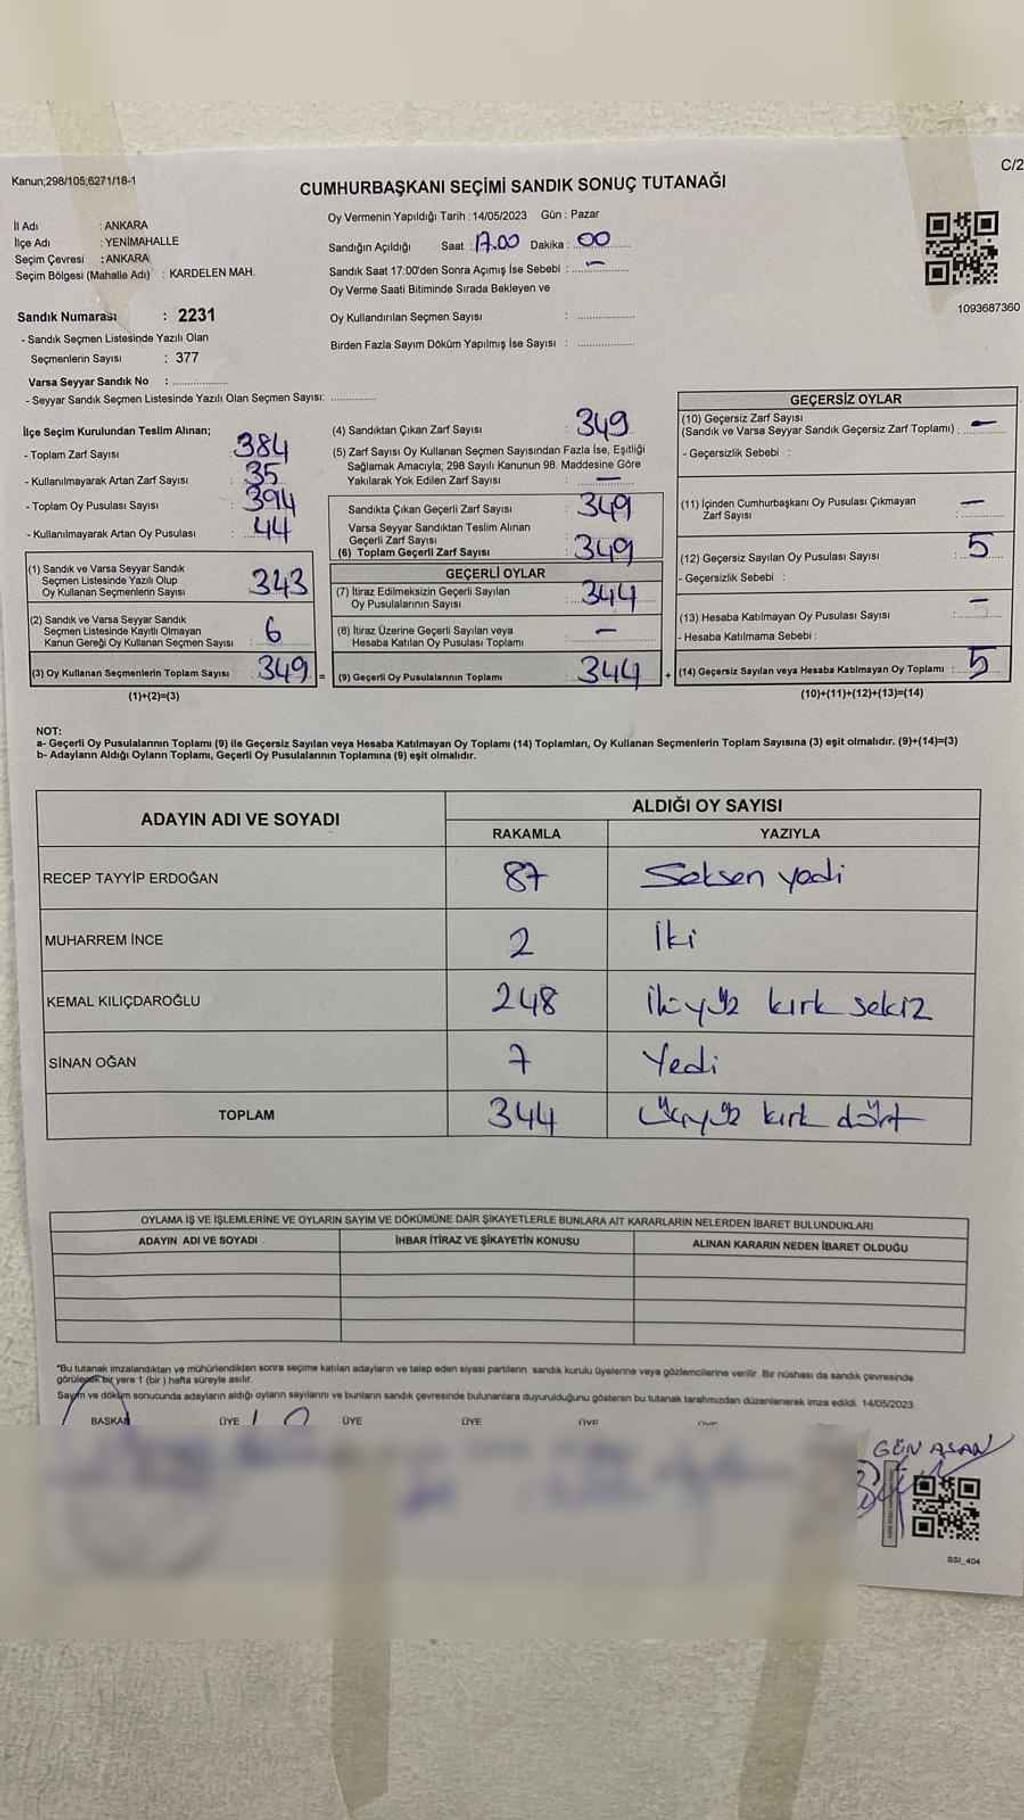 Kanun;298/105;6271/16-1
C/2
CUMHURBAŞKANI SEÇİMİ SANDIK SONUÇ TUTANAĞI
İl Adı : ANKARA
İlçe Adı : YENİMAHALLE
Seçim Çevresi : ANKARA
Seçim Bölgesi (Mahalle Adı) : KARDELEN MAH.
Sandık Numarası : 2231
- Sandık Seçmen Listesinde Yazılı Olan
Seçmenlerin Sayısı : 377
Varsa Seyyar Sandık No :
- Seyyar Sandık Seçmen Listesinde Yazılı Olan Seçmen Sayısı:
Oy Vermenin Yapıldığı Tarih : 14/05/2023 Gün : Pazar
Sandığın Açıldığı Saat : 17.00 Dakika : 00
Sandık Saat 17:00'den Sonra Açımış İse Sebebi : —
Oy Verme Saati Bitiminde Sırada Bekleyen ve
Oy Kullandırılan Seçmen Sayısı :
Birden Fazla Sayım Döküm Yapılmış İse Sayısı :
1093687360
İlçe Seçim Kurulundan Teslim Alınan;
- Toplam Zarf Sayısı : 384
- Kullanılmayarak Artan Zarf Sayısı : 35
- Toplam Oy Pusulası Sayısı : 394
- Kullanılmayarak Artan Oy Pusulası : 44
(1) Sandık ve Varsa Seyyar Sandık
Seçmen Listesinde Yazılı Olup
Oy Kullanan Seçmenlerin Sayısı 343
(2) Sandık ve Varsa Seyyar Sandık
Seçmen Listesinde Kayıtlı Olmayan
Kanun Gereği Oy Kullanan Seçmen Sayısı 6
(3) Oy Kullanan Seçmenlerin Toplam Sayısı : 349 =
(1)+(2)=(3)
(4) Sandıktan Çıkan Zarf Sayısı : 349
(5) Zarf Sayısı Oy Kullanan Seçmen Sayısından Fazla İse, Eşitliği
Sağlamak Amacıyla; 298 Sayılı Kanunun 98. Maddesine Göre
Yakılarak Yok Edilen Zarf Sayısı : —
Sandıkta Çıkan Geçerli Zarf Sayısı : 349
Varsa Seyyar Sandıktan Teslim Alınan
Geçerli Zarf Sayısı
(6) Toplam Geçerli Zarf Sayısı : 349
GEÇERLİ OYLAR
(7) İtiraz Edilmeksizin Geçerli Sayılan
Oy Pusulalarının Sayısı : 344
(8) İtiraz Üzerine Geçerli Sayılan veya
Hesaba Katılan Oy Pusulası Toplamı —
(9) Geçerli Oy Pusulalarının Toplamı 344 +
GEÇERSİZ OYLAR
(10) Geçersiz Zarf Sayısı
(Sandık ve Varsa Seyyar Sandık Geçersiz Zarf Toplamı) : —
- Geçersizlik Sebebi :
(11) İçinden Cumhurbaşkanı Oy Pusulası Çıkmayan
Zarf Sayısı : —
(12) Geçersiz Sayılan Oy Pusulası Sayısı : 5
- Geçersizlik Sebebi :
(13) Hesaba Katılmayan Oy Pusulası Sayısı : —
- Hesaba Katılmama Sebebi :
(14) Geçersiz Sayılan veya Hesaba Katılmayan Oy Toplamı : 5
(10)+(11)+(12)+(13)=(14)
NOT:
a- Geçerli Oy Pusulalarının Toplamı (9) ile Geçersiz Sayılan veya Hesaba Katılmayan Oy Toplamı (14) Toplamları, Oy Kullanan Seçmenlerin Toplam Sayısına (3) eşit olmalıdır. (9)+(14)=(3)
b- Adayların Aldığı Oyların Toplamı, Geçerli Oy Pusulalarının Toplamına (9) eşit olmalıdır.
ADAYIN ADI VE SOYADI
ALDIĞI OY SAYISI
RAKAMLA YAZIYLA
RECEP TAYYİP ERDOĞAN 87 Seksen yedi
MUHARREM İNCE 2 İki
KEMAL KILIÇDAROĞLU 248 ikiyüz kırk sekiz
SİNAN OĞAN 7 Yedi
TOPLAM 344 üçyüz kırk dört
OYLAMA İŞ VE İŞLEMLERİNE VE OYLARIN SAYIM VE DÖKÜMÜNE DAİR ŞİKAYETLERLE BUNLARA AİT KARARLARIN NELERDEN İBARET BULUNDUKLARI
ADAYIN ADI VE SOYADI İHBAR İTİRAZ VE ŞİKAYETİN KONUSU ALINAN KARARIN NEDEN İBARET OLDUĞU
*Bu tutanak imzalandıktan ve mühürlendikten sonra seçime katılan adayların ve talep eden siyasi partilerin sandık kurulu üyelerine veya gözlemcilerine verilir. Bir nüshası da sandık çevresinde
görülecek bir yere 1 (bir) hafta süreyle asılır.
Sayım ve döküm sonucunda adayların aldığı oyların sayılarını ve bunların sandık çevresinde bulunanlara duyurulduğunu gösteren bu tutanak tarafımızdan düzenlenerek imza edildi. 14/05/2023
BAŞKAN ÜYE ÜYE ÜYE ÜYE ÜYE
GÜN ASAN
SSI_404